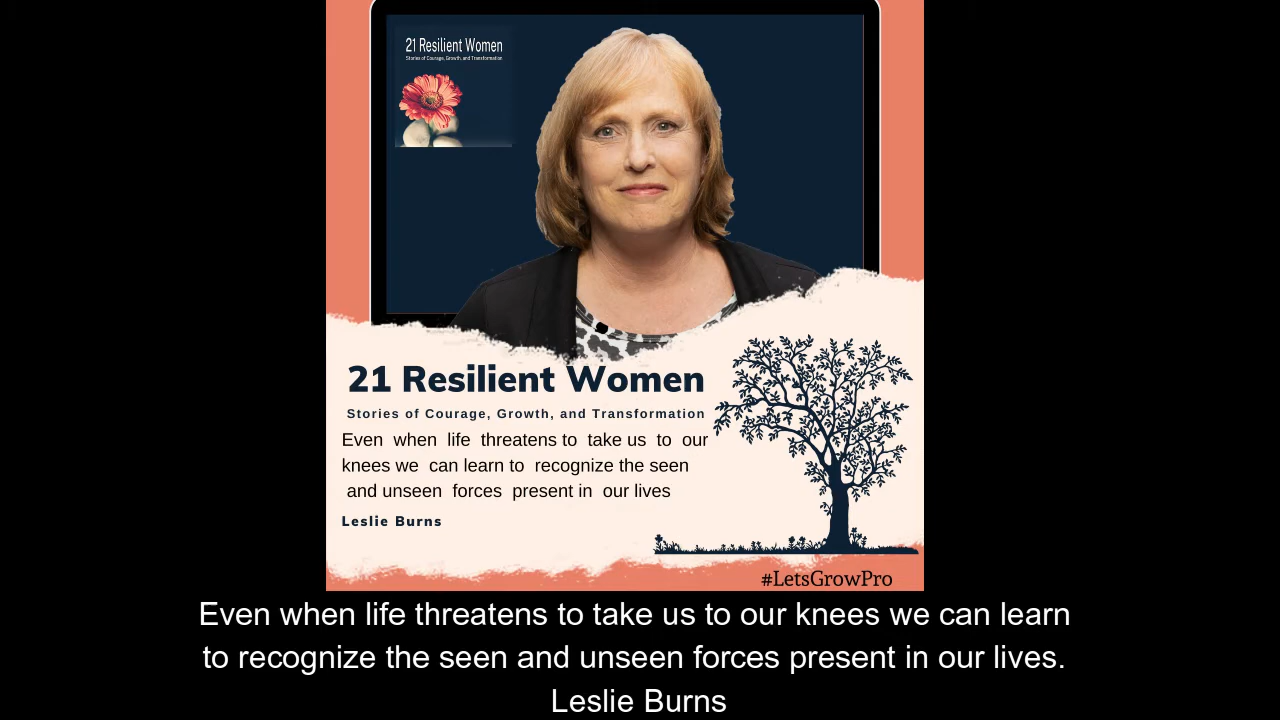 21 Resilient Women
Stories of Courage, Growth, and Transformation
21 Resilient Women
Stories of Courage, Growth, and Transformation
Even when life threatens to take us to our
knees we can learn to recognize the seen
and unseen forces present in our lives
Leslie Burns
#LetsGrowPro
Even when life threatens to take us to our knees we can learn
to recognize the seen and unseen forces present in our lives.
Leslie Burns